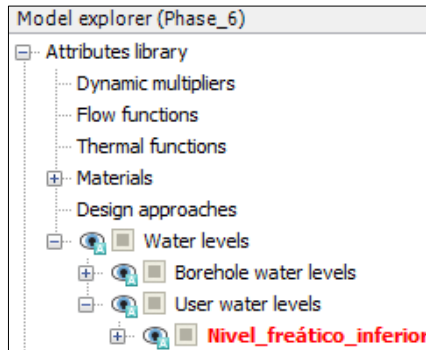 Model explorer (Phase_6)
Attributes library
Dynamic multipliers
Flow functions
Thermal functions
Materials
Design approaches
Water levels
Borehole water levels
User water levels
Nivel_freático_inferior